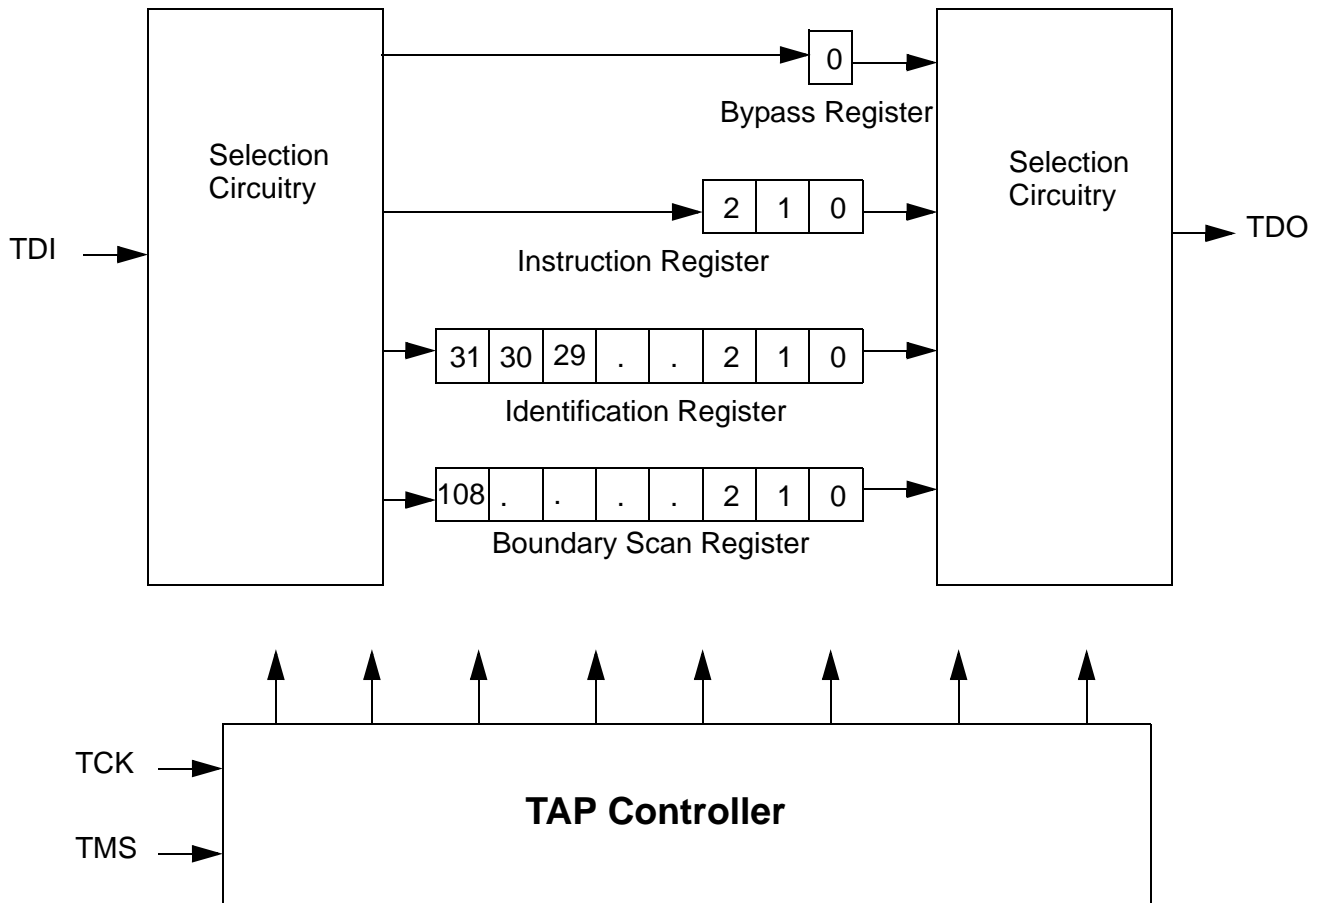 0
Bypass Register
Selection
Circuitry
Selection
Circuitry
2 1 0
TDI
TDO
Instruction Register
31 30 29 . . 2 1 0
Identification Register
108 . . . . 2 1 0
Boundary Scan Register
TCK
TAP Controller
TMS